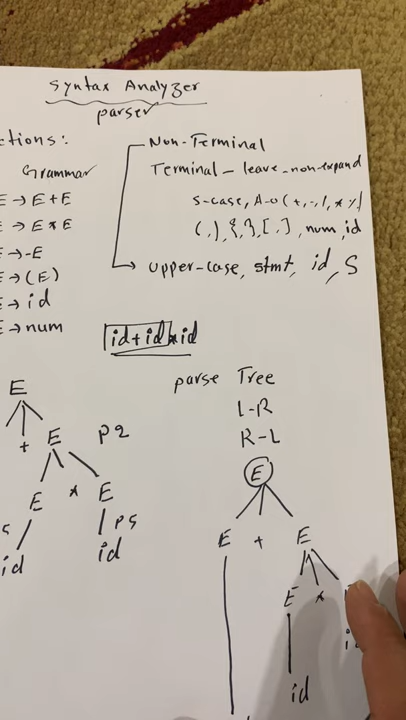 Syntax Analyzer
parser
ctions:
Non-Terminal
Grammar
Terminal - leave-non-expand
E → E + E
s-case, A-o (+,-,/,*,%)
E → E * E
(,), {,}, [,], num, id
E → -E
E → (E)
upper-case, stmt, id, S
E → id
E → num
id+id*id
parse Tree
E
L-R
+ E P2
R-L
E
E * E
P5
id id
E + E
E *
id